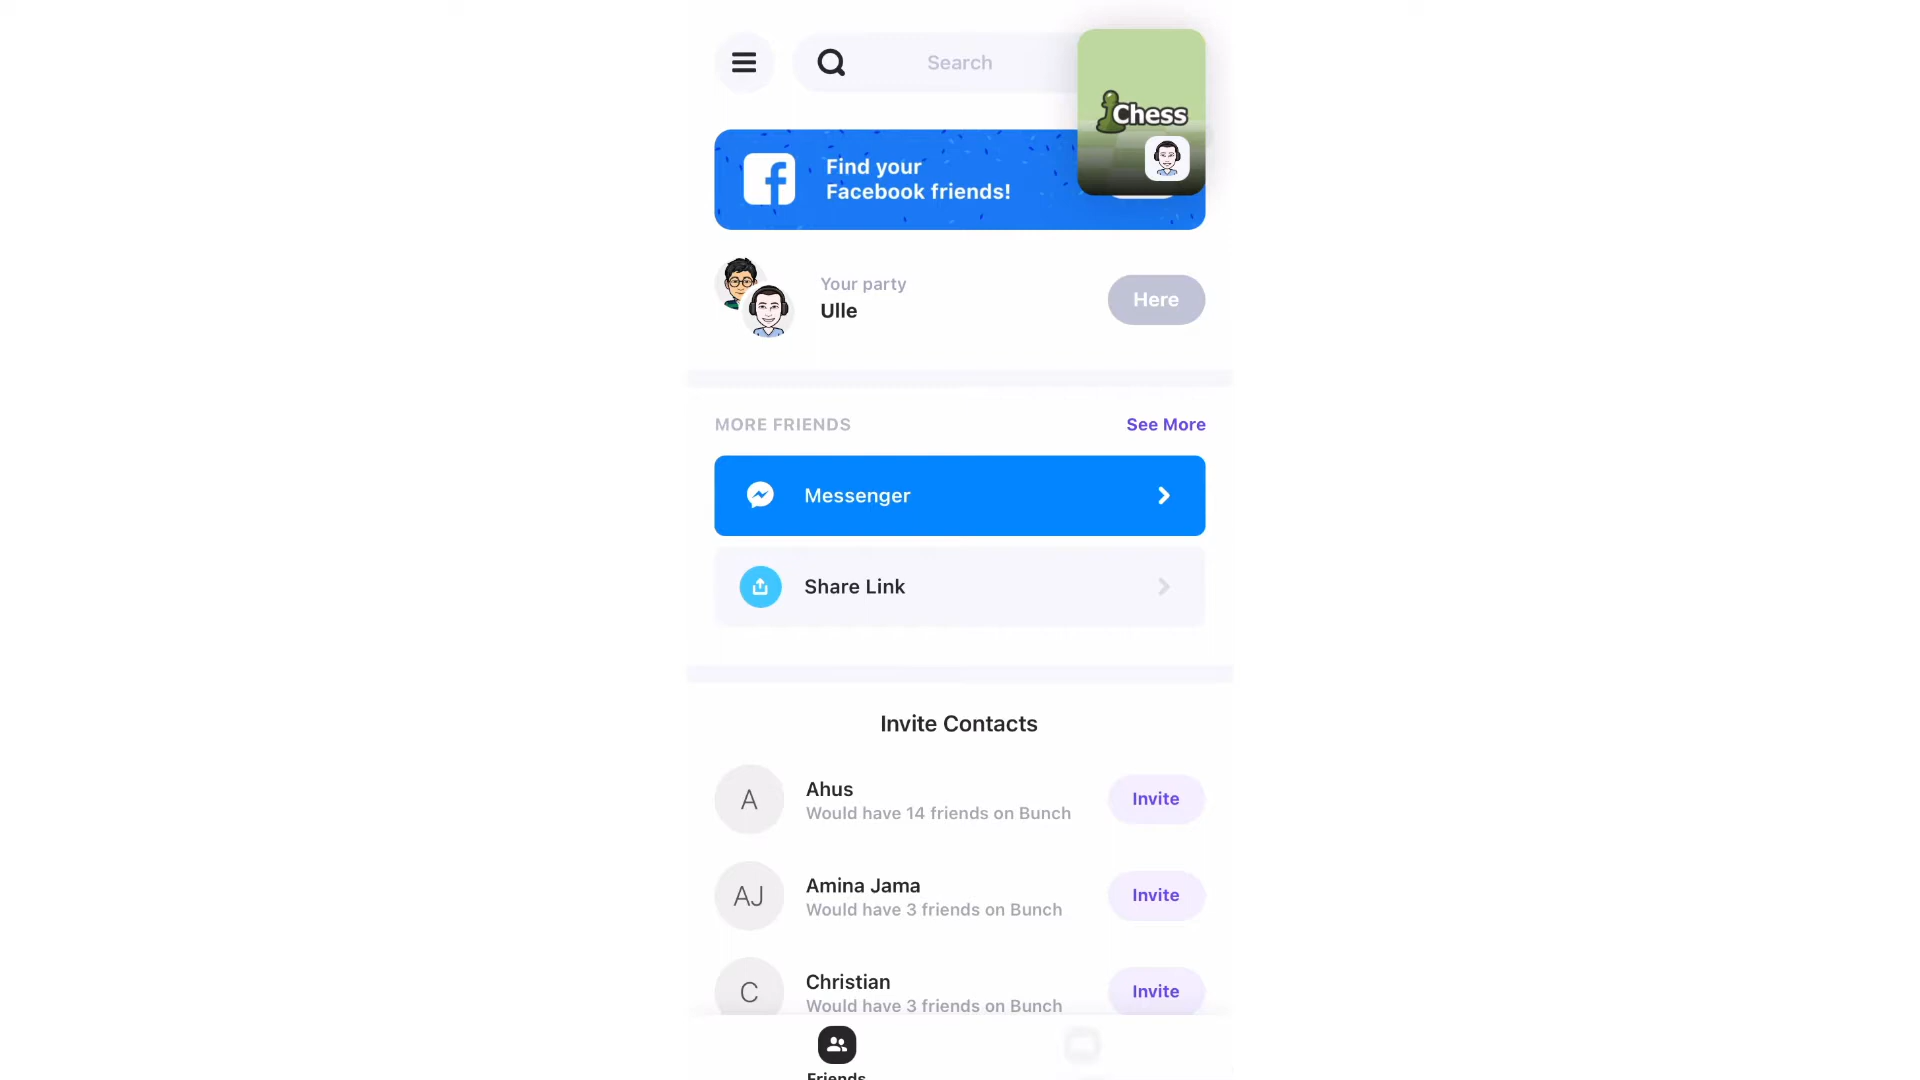 Search
Chess
Find your
Facebook friends!
Your party
Ulle
Here
MORE FRIENDS
See More
Messenger
Share Link
Invite Contacts
A
Ahus
Would have 14 friends on Bunch
Invite
AJ
Amina Jama
Would have 3 friends on Bunch
Invite
C
Christian
Would have 3 friends on Bunch
Invite
Friends